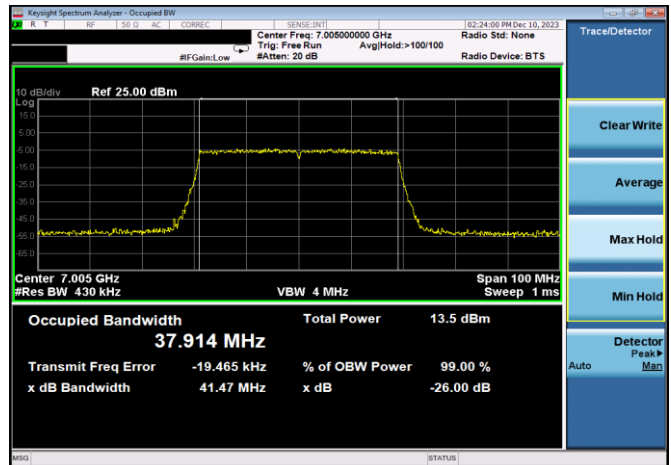 Keysight Spectrum Analyzer - Occupied BW
LXI R T RF 50 Ω AC CORREC SENSE:INT 02:24:00 PM Dec 10, 2023
Center Freq: 7.005000000 GHz Radio Std: None
Trig: Free Run Avg|Hold:>100/100
#IFGain:Low #Atten: 20 dB Radio Device: BTS
Trace/Detector
10 dB/div Ref 25.00 dBm
Log
15.0
5.00
-5.00
-15.0
-25.0
-35.0
-45.0
-55.0
-65.0
Center 7.005 GHz Span 100 MHz
#Res BW 430 kHz VBW 4 MHz Sweep 1 ms
Occupied Bandwidth Total Power 13.5 dBm
37.914 MHz
Transmit Freq Error -19.465 kHz % of OBW Power 99.00 %
x dB Bandwidth 41.47 MHz x dB -26.00 dB
Clear Write
Average
Max Hold
Min Hold
Detector
Peak▶
Auto Man
MSG STATUS